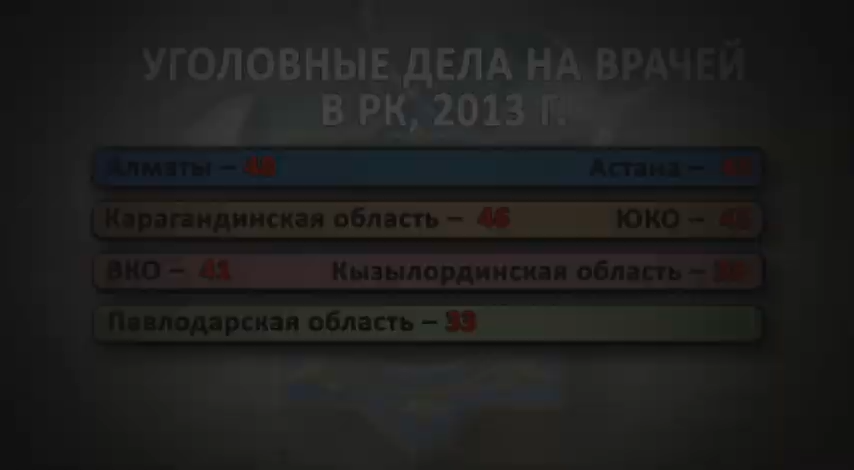 УГОЛОВНЫЕ ДЕЛА НА ВРАЧЕЙ
В РК, 2013 Г.
Алматы – Астана –
Карагандинская область – 46 ЮКО –
ВКО – 41 Кызылординская область –
Павлодарская область – 33